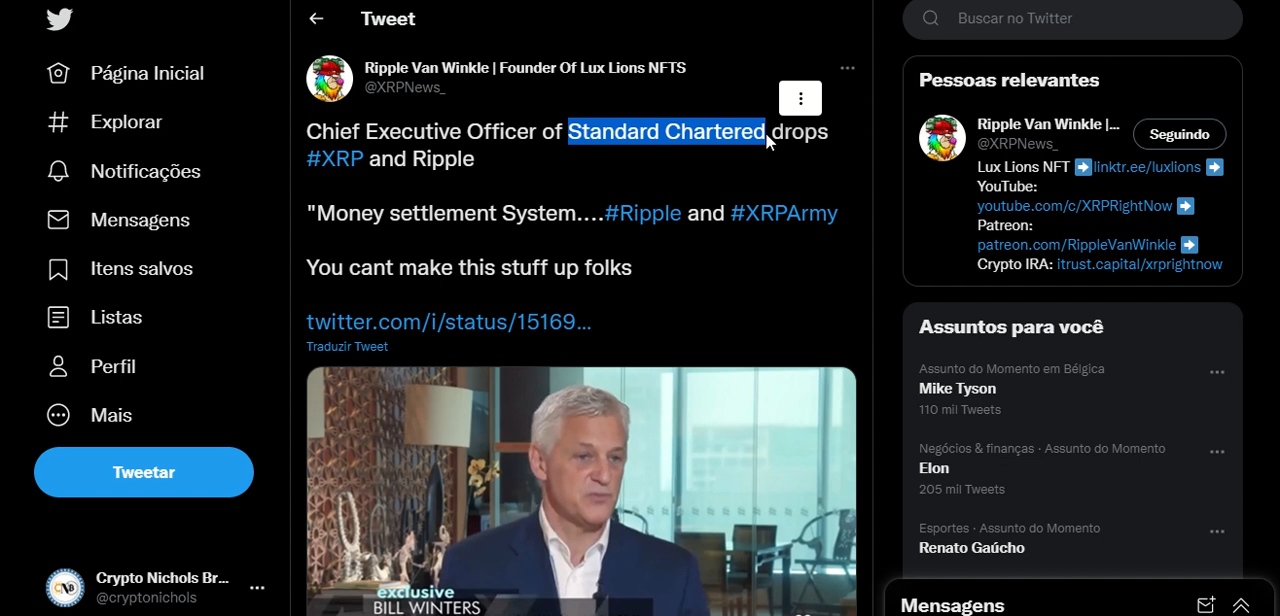 Tweet
Buscar no Twitter
Página Inicial
Explorar
Notificações
Mensagens
Itens salvos
Listas
Perfil
Mais
Tweetar
Crypto Nichols Br...
@cryptonichols
CNB
Ripple Van Winkle | Founder Of Lux Lions NFTS
@XRPNews_
Chief Executive Officer of Standard Chartered drops
#XRP and Ripple
"Money settlement System....#Ripple and #XRPArmy
You cant make this stuff up folks
twitter.com/i/status/15169...
Traduzir Tweet
exclusive
BILL WINTERS
Pessoas relevantes
Ripple Van Winkle |...
@XRPNews_
Seguindo
Lux Lions NFT ➡linktr.ee/luxlions ➡
YouTube:
youtube.com/c/XRPRightNow ➡
Patreon:
patreon.com/RippleVanWinkle ➡
Crypto IRA: itrust.capital/xrprightnow
Assuntos para você
Assunto do Momento em Bélgica
Mike Tyson
110 mil Tweets
Negócios & finanças · Assunto do Momento
Elon
205 mil Tweets
Esportes · Assunto do Momento
Renato Gaúcho
Mensagens